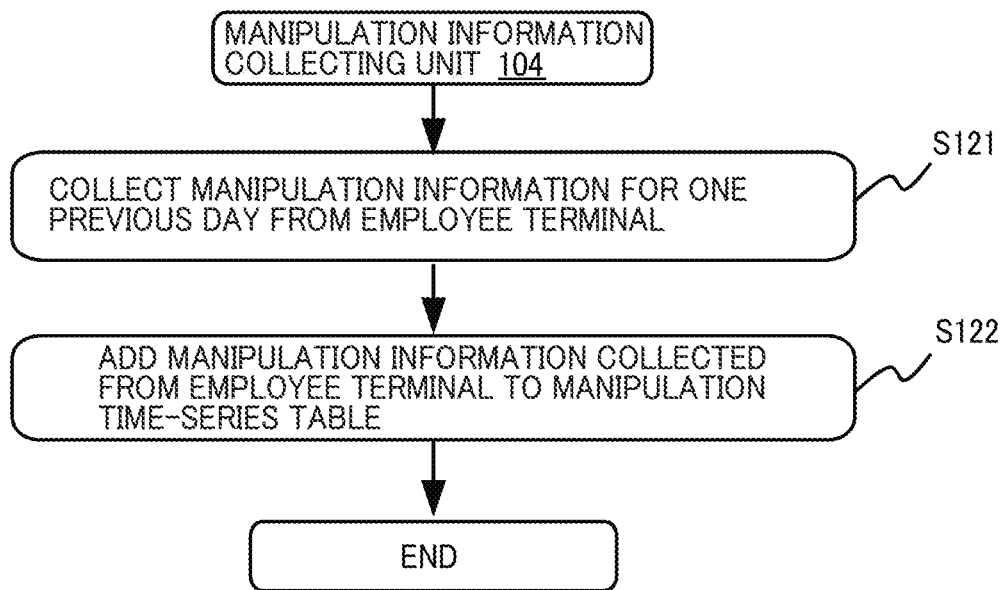 MANIPULATION INFORMATION
COLLECTING UNIT 104
S121
COLLECT MANIPULATION INFORMATION FOR ONE
PREVIOUS DAY FROM EMPLOYEE TERMINAL
S122
ADD MANIPULATION INFORMATION COLLECTED
FROM EMPLOYEE TERMINAL TO MANIPULATION
TIME-SERIES TABLE
END